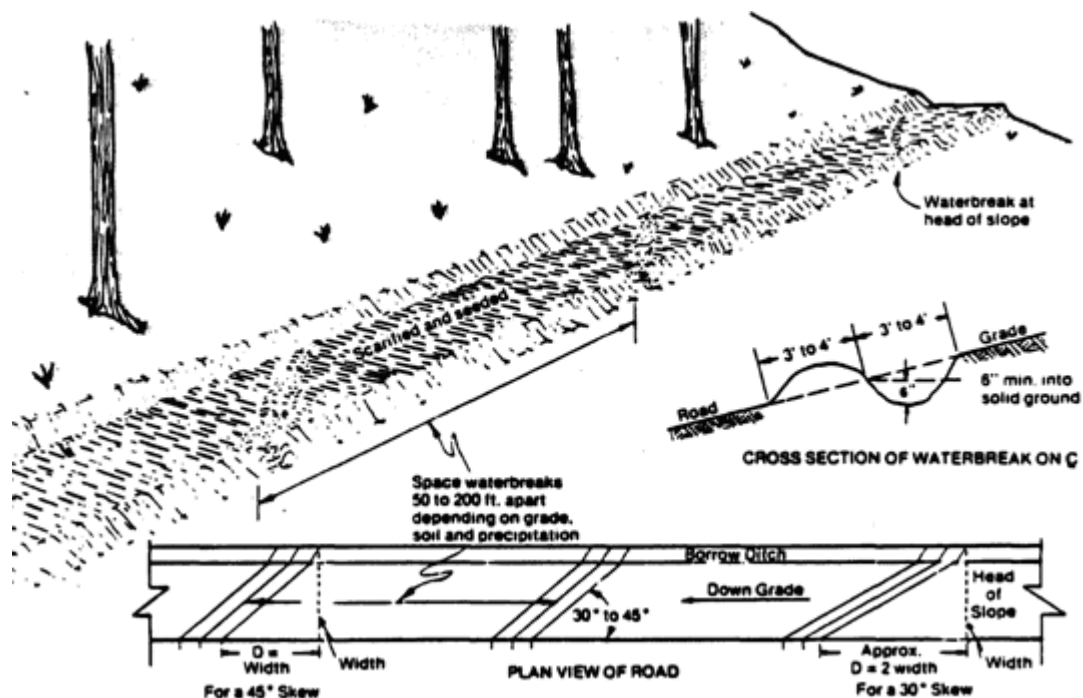 Waterbreak at
head of slope
Scarified and seeded
3' to 4'
3' to 4'
Grade
6"
6" min. into
solid ground
Road
CROSS SECTION OF WATERBREAK ON ℄
Space waterbreaks
50 to 200 ft. apart
depending on grade,
soil and precipitation
Borrow Ditch
Down Grade
Head
of
Slope
30° to 45°
D =
Width
Width
For a 45° Skew
PLAN VIEW OF ROAD
Approx.
D = 2 width
Width
For a 30° Skew